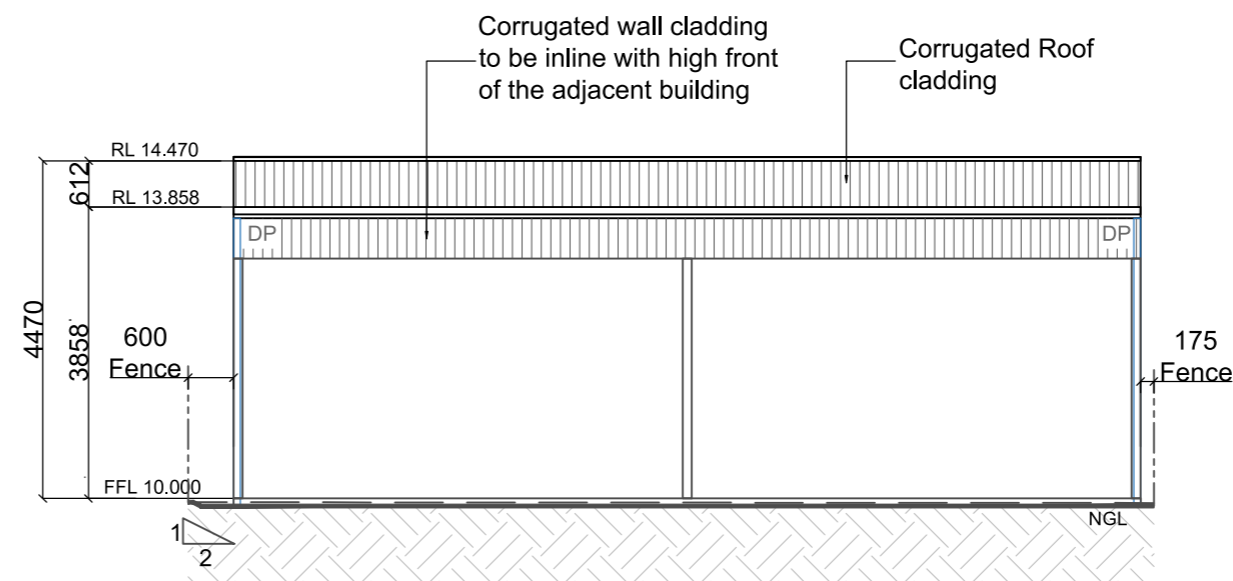 Corrugated wall cladding
to be inline with high front
of the adjacent building
Corrugated Roof
cladding
RL 14.470
612
RL 13.858
DP
DP
4470
3858
600
Fence
175
Fence
FFL 10.000
NGL
1
2